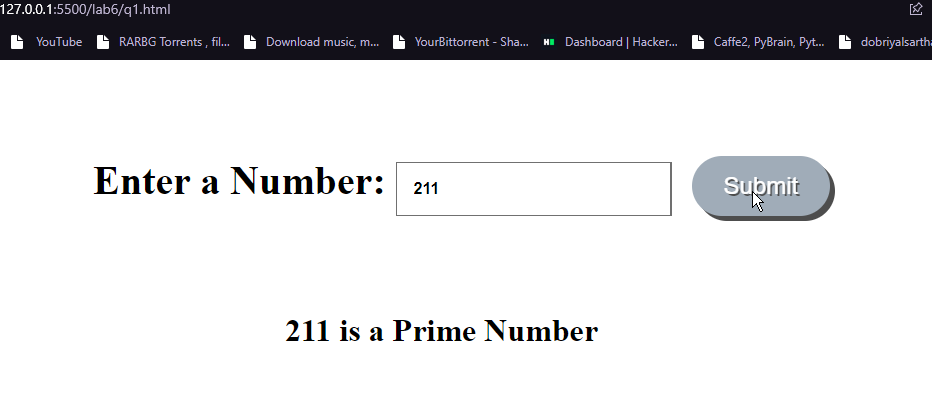 127.0.0.1:5500/lab6/q1.html
YouTube RARBG Torrents , fil... Download music, m... YourBittorrent - Sha... Dashboard | Hacker... Caffe2, PyBrain, Pyt... dobriyalsartha
Enter a Number: 211 Submit
211 is a Prime Number